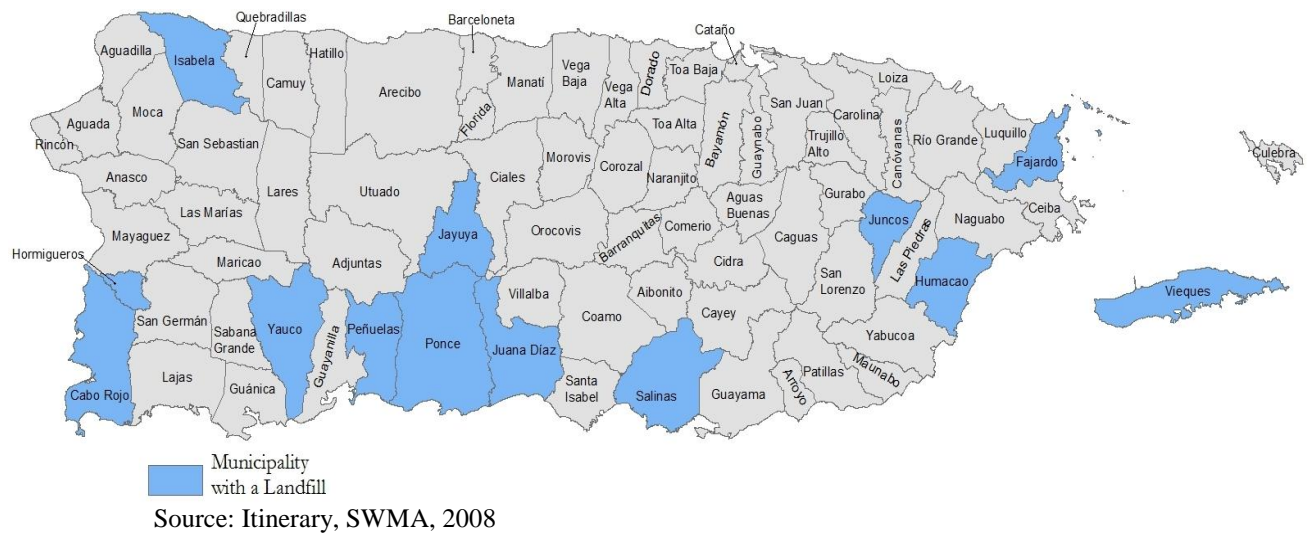 Quebradillas
Barceloneta
Cataño
Aguadilla
Isabela
Hatillo
Camuy
Arecibo
Manatí
Vega
Baja
Vega
Alta
Dorado
Toa Baja
Loiza
San Juan
Carolina
Moca
Aguada
Rincón
Florida
Toa Alta
Bayamón
Guaynabo
Trujillo
Alto
Canóvanas
Río Grande
Luquillo
Fajardo
Culebra
San Sebastian
Anasco
Lares
Utuado
Ciales
Morovis
Corozal
Naranjito
Aguas
Buenas
Gurabo
Juncos
Naguabo
Ceiba
Las Marías
Mayaguez
Jayuya
Orocovis
Barranquitas
Comerio
Caguas
Las Piedras
Hormigueros
Maricao
Adjuntas
Cidra
San
Lorenzo
Humacao
Vieques
Villalba
Aibonito
San Germán
Sabana
Grande
Yauco
Guayanilla
Peñuelas
Ponce
Juana Díaz
Coamo
Cayey
Yabucoa
Lajas
Guánica
Cabo Rojo
Santa
Isabel
Salinas
Guayama
Arroyo
Patillas
Maunabo
Municipality
with a Landfill
Source: Itinerary, SWMA, 2008